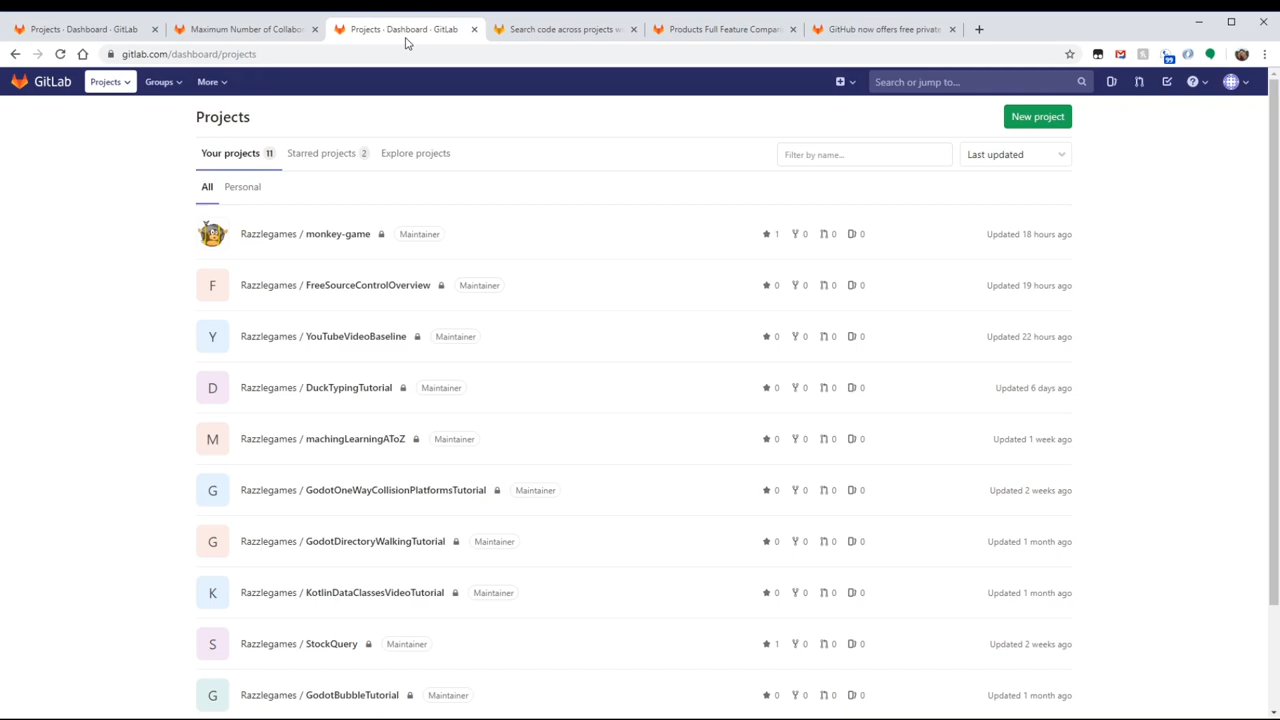 Projects · Dashboard · GitLab
Maximum Number of Collabo
Projects · Dashboard · GitLab
Search code across projects wi
Products Full Feature Compari
GitHub now offers free private
gitlab.com/dashboard/projects
99
GitLab
Projects
Groups
More
Search or jump to...
Projects
New project
Your projects 11
Starred projects 2
Explore projects
Filter by name...
Last updated
All
Personal
Razzlegames / monkey-game Maintainer 1 0 0 0 Updated 18 hours ago
F Razzlegames / FreeSourceControlOverview Maintainer 0 0 0 0 Updated 19 hours ago
Y Razzlegames / YouTubeVideoBaseline Maintainer 0 0 0 0 Updated 22 hours ago
D Razzlegames / DuckTypingTutorial Maintainer 0 0 0 0 Updated 6 days ago
M Razzlegames / machingLearningAToZ Maintainer 0 0 0 0 Updated 1 week ago
G Razzlegames / GodotOneWayCollisionPlatformsTutorial Maintainer 0 0 0 0 Updated 2 weeks ago
G Razzlegames / GodotDirectoryWalkingTutorial Maintainer 0 0 0 0 Updated 1 month ago
K Razzlegames / KotlinDataClassesVideoTutorial Maintainer 0 0 0 0 Updated 1 month ago
S Razzlegames / StockQuery Maintainer 1 0 0 0 Updated 2 weeks ago
G Razzlegames / GodotBubbleTutorial Maintainer 0 0 0 0 Updated 1 month ago